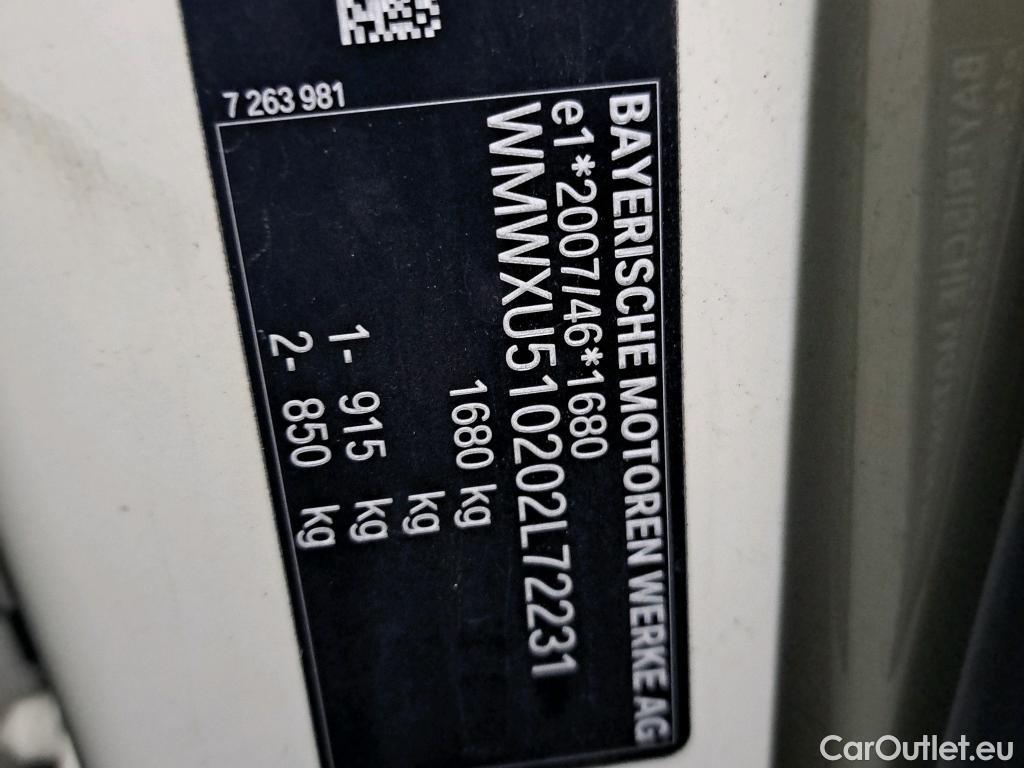 7 263 981
BAYERISCHE MOTOREN WERKE AG
e1*2007/46*1680
WMWXU510202L72231
1680 kg
kg
1- 915 kg
2- 850 kg
CarOutlet.eu